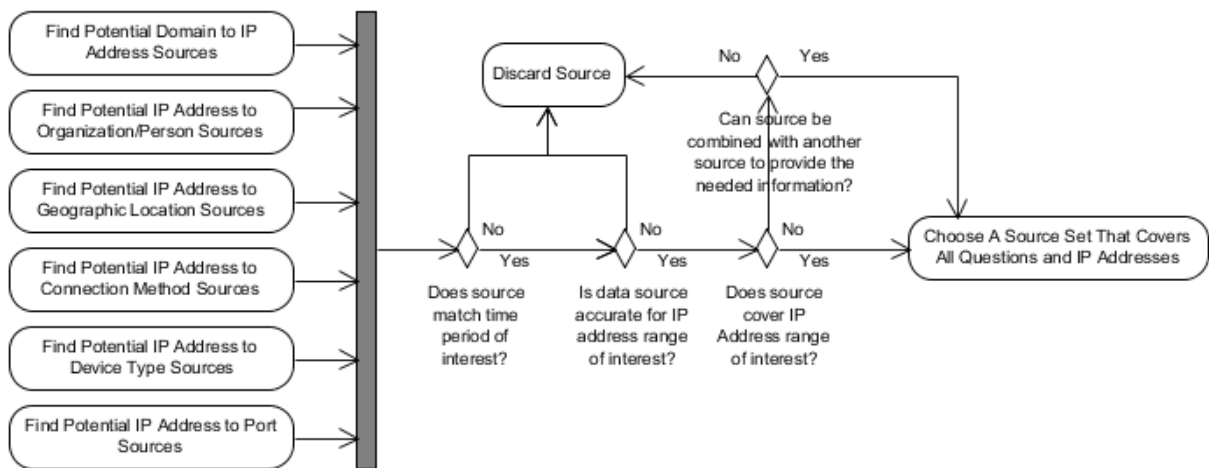 Find Potential Domain to IP
Address Sources
Find Potential IP Address to
Organization/Person Sources
Find Potential IP Address to
Geographic Location Sources
Find Potential IP Address to
Connection Method Sources
Find Potential IP Address to
Device Type Sources
Find Potential IP Address to Port
Sources
Discard Source
No
Yes
Can source be
combined with another
source to provide the
needed information?
No
Yes
Does source
match time
period of
interest?
No
Yes
Is data source
accurate for IP
address range
of interest?
No
Yes
Does source
cover IP
Address range
of interest?
Choose A Source Set That Covers
All Questions and IP Addresses